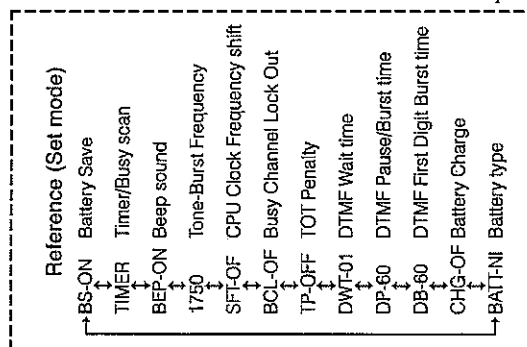 Reference (Set mode)
BS-ON Battery Save
TIMER Timer/Busy scan
BEP-ON Beep sound
1750 Tone-Burst Frequency
SFT-OF CPU Clock Frequency shift
BCL-OF Busy Channel Lock Out
TP-OFF TOT Penalty
DWT-01 DTMF Wait time
DP-60 DTMF Pause/Burst time
DB-60 DTMF First Digit Burst time
CHG-OF Battery Charge
BATT-NI Battery type